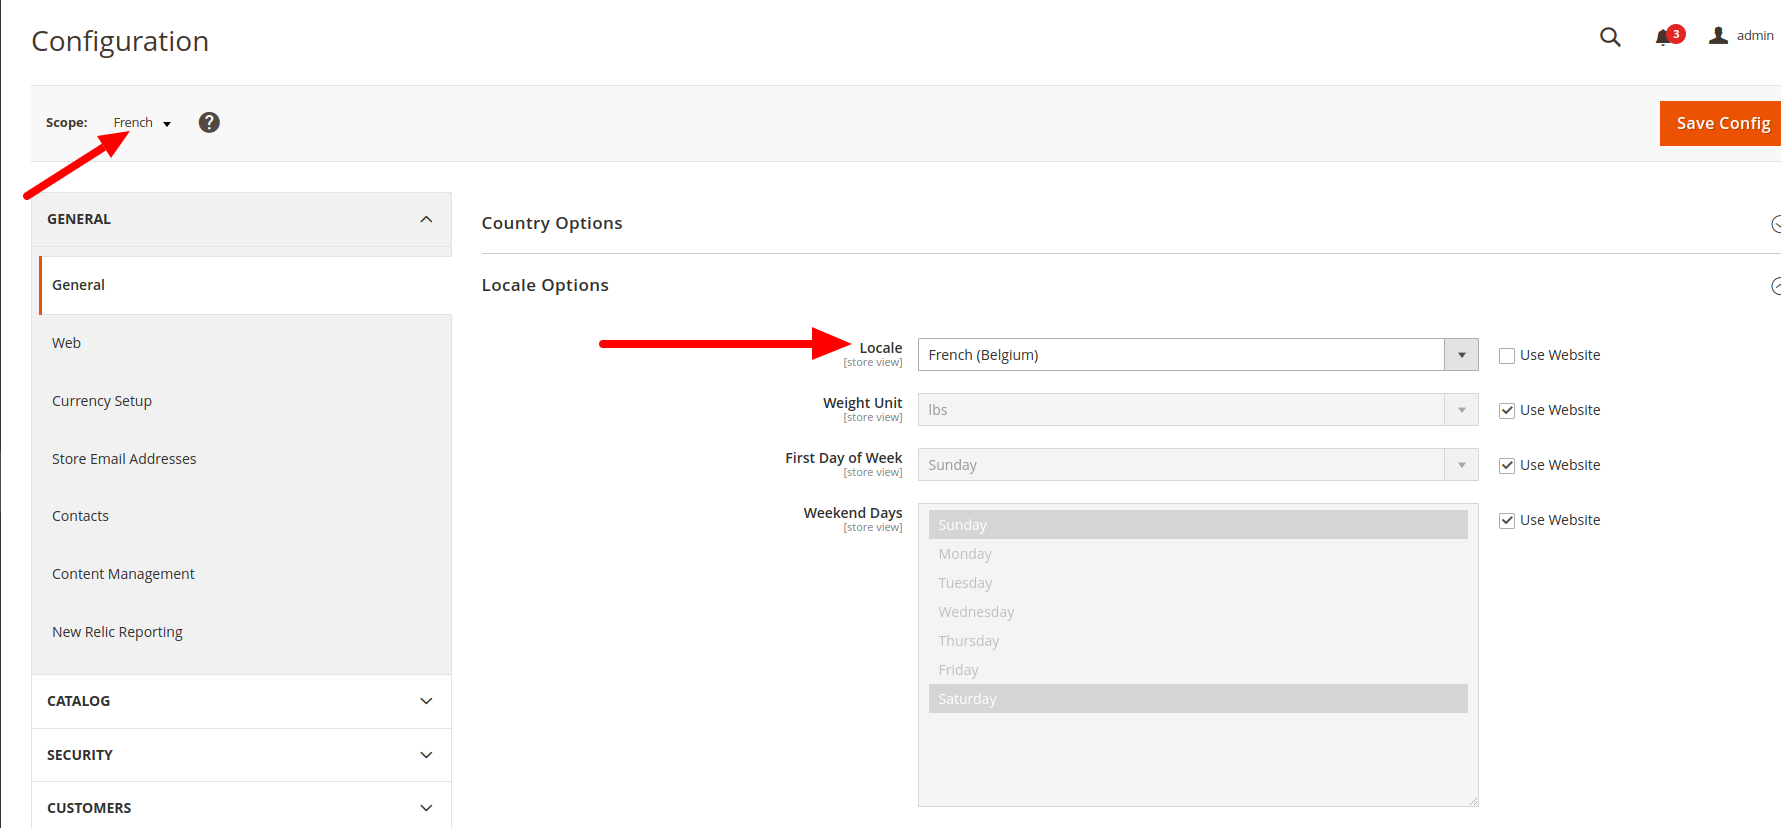 Configuration
3
admin
Scope: French ?
Save Config
GENERAL
General
Web
Currency Setup
Store Email Addresses
Contacts
Content Management
New Relic Reporting
CATALOG
SECURITY
CUSTOMERS
Country Options
Locale Options
Locale French (Belgium) Use Website
[store view]
Weight Unit lbs Use Website
[store view]
First Day of Week Sunday Use Website
[store view]
Weekend Days Sunday Use Website
[store view]
Monday
Tuesday
Wednesday
Thursday
Friday
Saturday